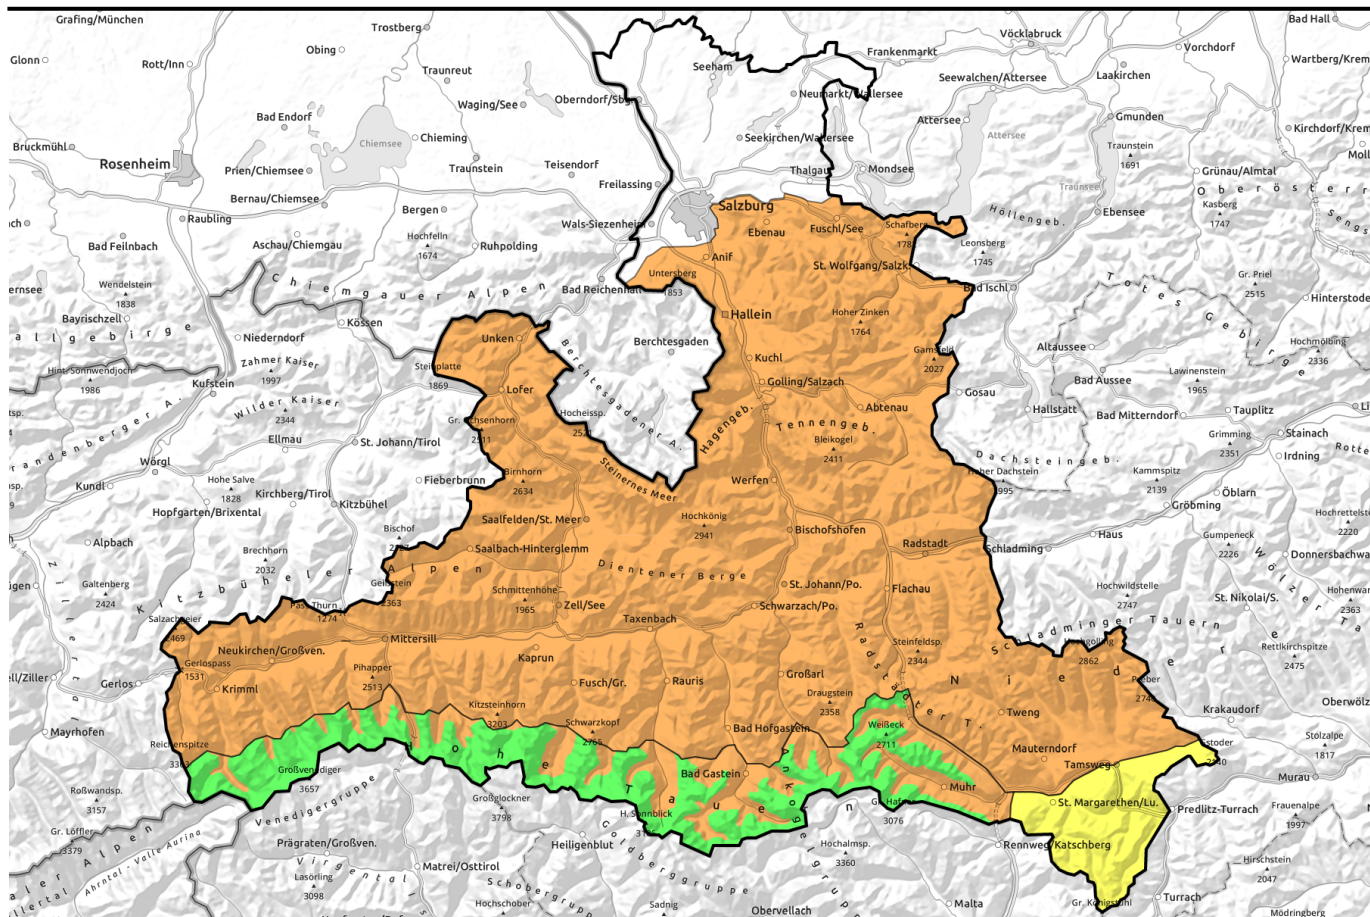 Grafing/München
Trostberg
Bad Hall
Obing
Vöcklabruck
Vorchdorf
Glonn
Rott/Inn
Frankenmarkt
Wartberg/Krem
Seeham
Laakirchen
Traunreut
Seewalchen/Attersee
Waging/See
Oberndorf/Sbg.
Neumarkt/Wallersee
Bad Endorf
Attersee
Gmunden
Chieming
Chiemsee
Seekirchen/Wallersee
Attersee
Kirchdorf/Krem
Bruckmühl
Rosenheim
Traunstein
1691
Traunstein
Teisendorf
Thalgau
Mondsee
Prien/Chiemsee
Grünau/Almtal
Freilassing
Traunsee
Oberösterr
Bernau/Chiemsee
Salzburg
Kasberg
1747
Bergen
Ebensee
Höllengeb.
Raubling
Wals-Siezenheim
Ebenau
Fuschl/See
Schafberg
Bad Feilnbach
Aschau/Chiemgau
Hochfelln
1674
Ruhpolding
Leonsberg
1745
Anif
St. Wolfgang/Salzk.
Untersberg
1853
Gr. Priel
2515
Wendelstein
1838
Chiemgauer Alpen
Bad Reichenhall
Bad Ischl
Totes Gebirge
Hinterstode
Bayrischzell
Kössen
Hallein
Hoher Zinken
1764
Niederndorf
Unken
Berchtesgaden
Altaussee
Hochmölbing
2336
Zahmer Kaiser
1997
Steinplatte
1869
Kuchl
Gamsfeld
2027
Hint. Sonnwendjoch
1986
Kufstein
Lofer
Berchtesgadener A.
Golling/Salzach
Bad Aussee
Lawinenstein
1965
Gosau
Wilder Kaiser
2344
Hocheissp.
2521
Abtenau
Hallstatt
Bad Mitterndorf
Tauplitz
Gr. Ochsenhorn
2511
Hagengeb.
Tennengeb.
Ellmau
St. Johann/Tirol
Bleikogel
2411
Grimming
2351
Stainach
Wörgl
Steinernes Meer
Dachsteingeb.
Irdning
Birnhorn
2634
Hoher Dachstein
2995
Kammspitz
2139
Kundl
Hohe Salve
1828
Fieberbrunn
Werfen
Kirchberg/Tirol
Kitzbühel
Öblarn
Hopfgarten/Brixental
Gröbming
Saalfelden/St. Meer
Hochkönig
2941
Bischofshofen
Hochrettelste
2220
Alpbach
Bischof
Haus
Gumpeneck
2226
Brechhorn
2032
Saalbach-Hinterglemm
Radstadt
Schladming
Donnersbachwa
Kitzbüheler Alpen
Dientener Berge
Galtenberg
2424
Geißstein
2363
Schmittenhöhe
1965
St. Johann/Po.
Flachau
Hochwildstelle
2747
Wölzer Ta
Hohenwar
2363
Zell/See
Schwarzach/Po.
St. Nikolai/S.
Pass Thurn
1274
Salzachgeier
2469
Taxenbach
Schladminger Tauern
Mittersill
Steinfeldsp.
2344
Hochgolling
2862
Rettlkirchspitze
2475
Neukirchen/Großven.
Kaprun
Gerlospass
1531
Pihapper
2513
Großarl
Gerlos
Krimml
Fusch/Gr.
Rauris
Draugstein
2358
Radstädter T.
Niede
Preber
2740
Oberwölz
Kitzsteinhorn
3203
Tweng
Krakaudorf
Mayrhofen
Schwarzkopf
2765
Bad Hofgastein
Weißeck
2711
Reichenspitze
Mauterndorf
Stolzalpe
1817
Großvenediger
3657
Hohe Tauern
Bad Gastein
Tamsweg
Murau
Roßwandsp.
3157
Muhr
St. Margarethen/Lu.
Predlitz-Turrach
Großglockner
3798
H. Sonnblick
3076
Frauenalpe
1997
Gr. Löffler
3379
Venedigergruppe
Ankogelgruppe
Prägraten/Großven.
Heiligenblut
Goldberggruppe
Hochalmsp.
3360
Rennweg/Katschberg
Ahrntal - Valle Aurina
Matrei/Osttirol
Hirschstein
2047
Lasörling
3098
Schobergruppe
Turrach
Hochschober
Sadnig
Obervellach
Malta
Gr. Königstuhl
Mödringberg